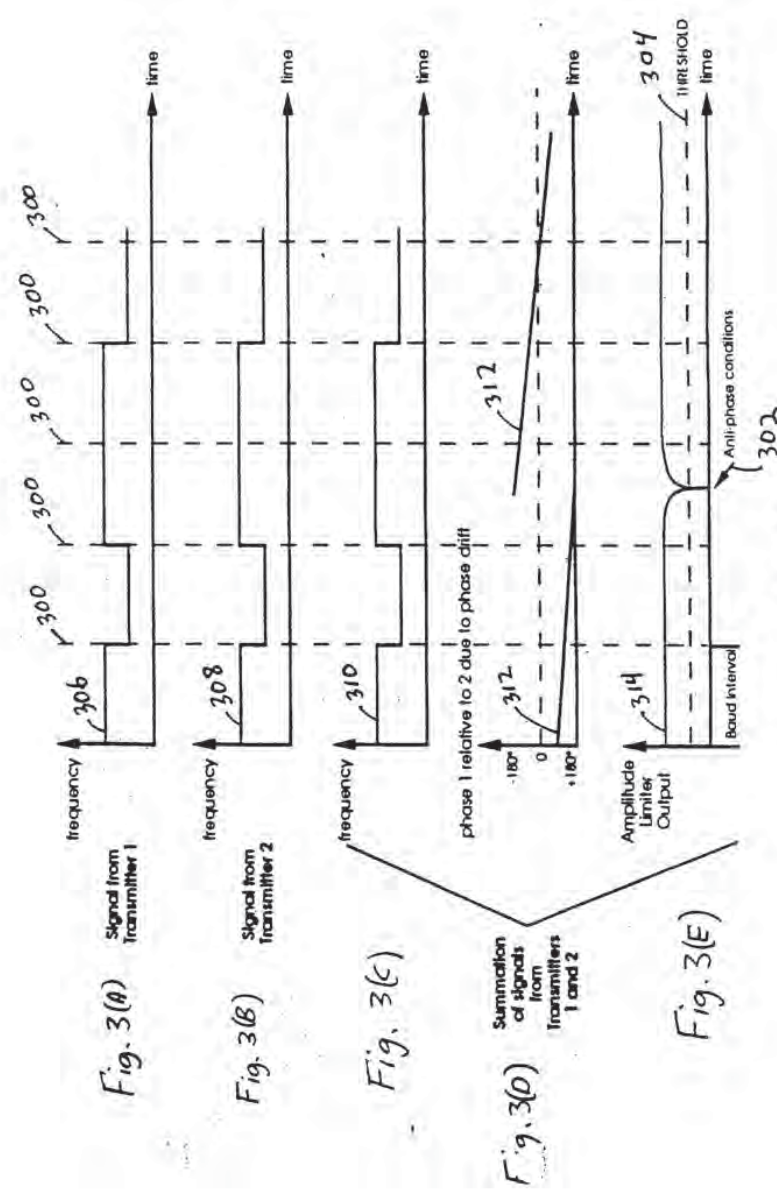 300
300
300
300
300
Fig. 3(A)
Signal from
Transmitter 1
frequency
306
time
Fig. 3(B)
Signal from
Transmitter 2
frequency
308
time
Fig. 3(C)
frequency
310
time
Fig. 3(D)
Summation
of signals
from
Transmitters
1 and 2
phase 1 relative to 2 due to phase drift
-180°
0
+180°
312
312
time
Fig. 3(E)
Amplitude
Limiter
Output
314
304
THRESHOLD
time
Baud Interval
Anti-phase conditions
302